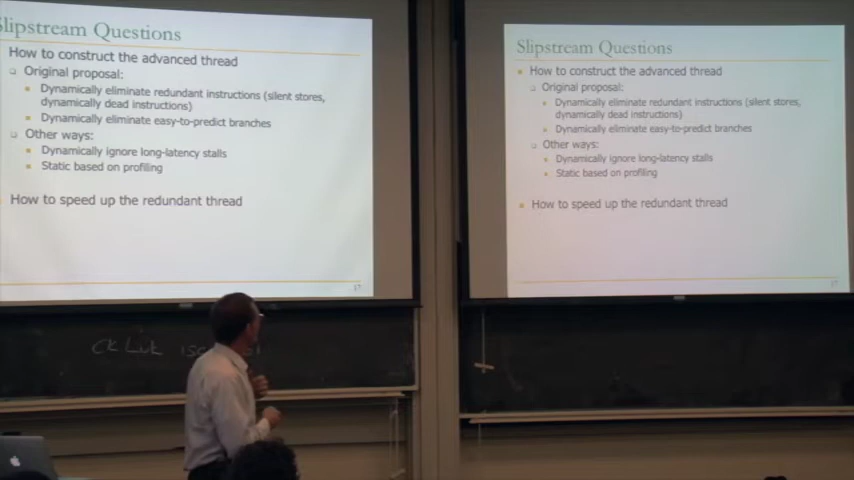 Slipstream Questions
How to construct the advanced thread
Original proposal:
Dynamically eliminate redundant instructions (silent stores,
dynamically dead instructions)
Dynamically eliminate easy-to-predict branches
Other ways:
Dynamically ignore long-latency stalls
Static based on profiling
How to speed up the redundant thread
17
Slipstream Questions
How to construct the advanced thread
Original proposal:
Dynamically eliminate redundant instructions (silent stores,
dynamically dead instructions)
Dynamically eliminate easy-to-predict branches
Other ways:
Dynamically ignore long-latency stalls
Static based on profiling
How to speed up the redundant thread
17
CK Luk